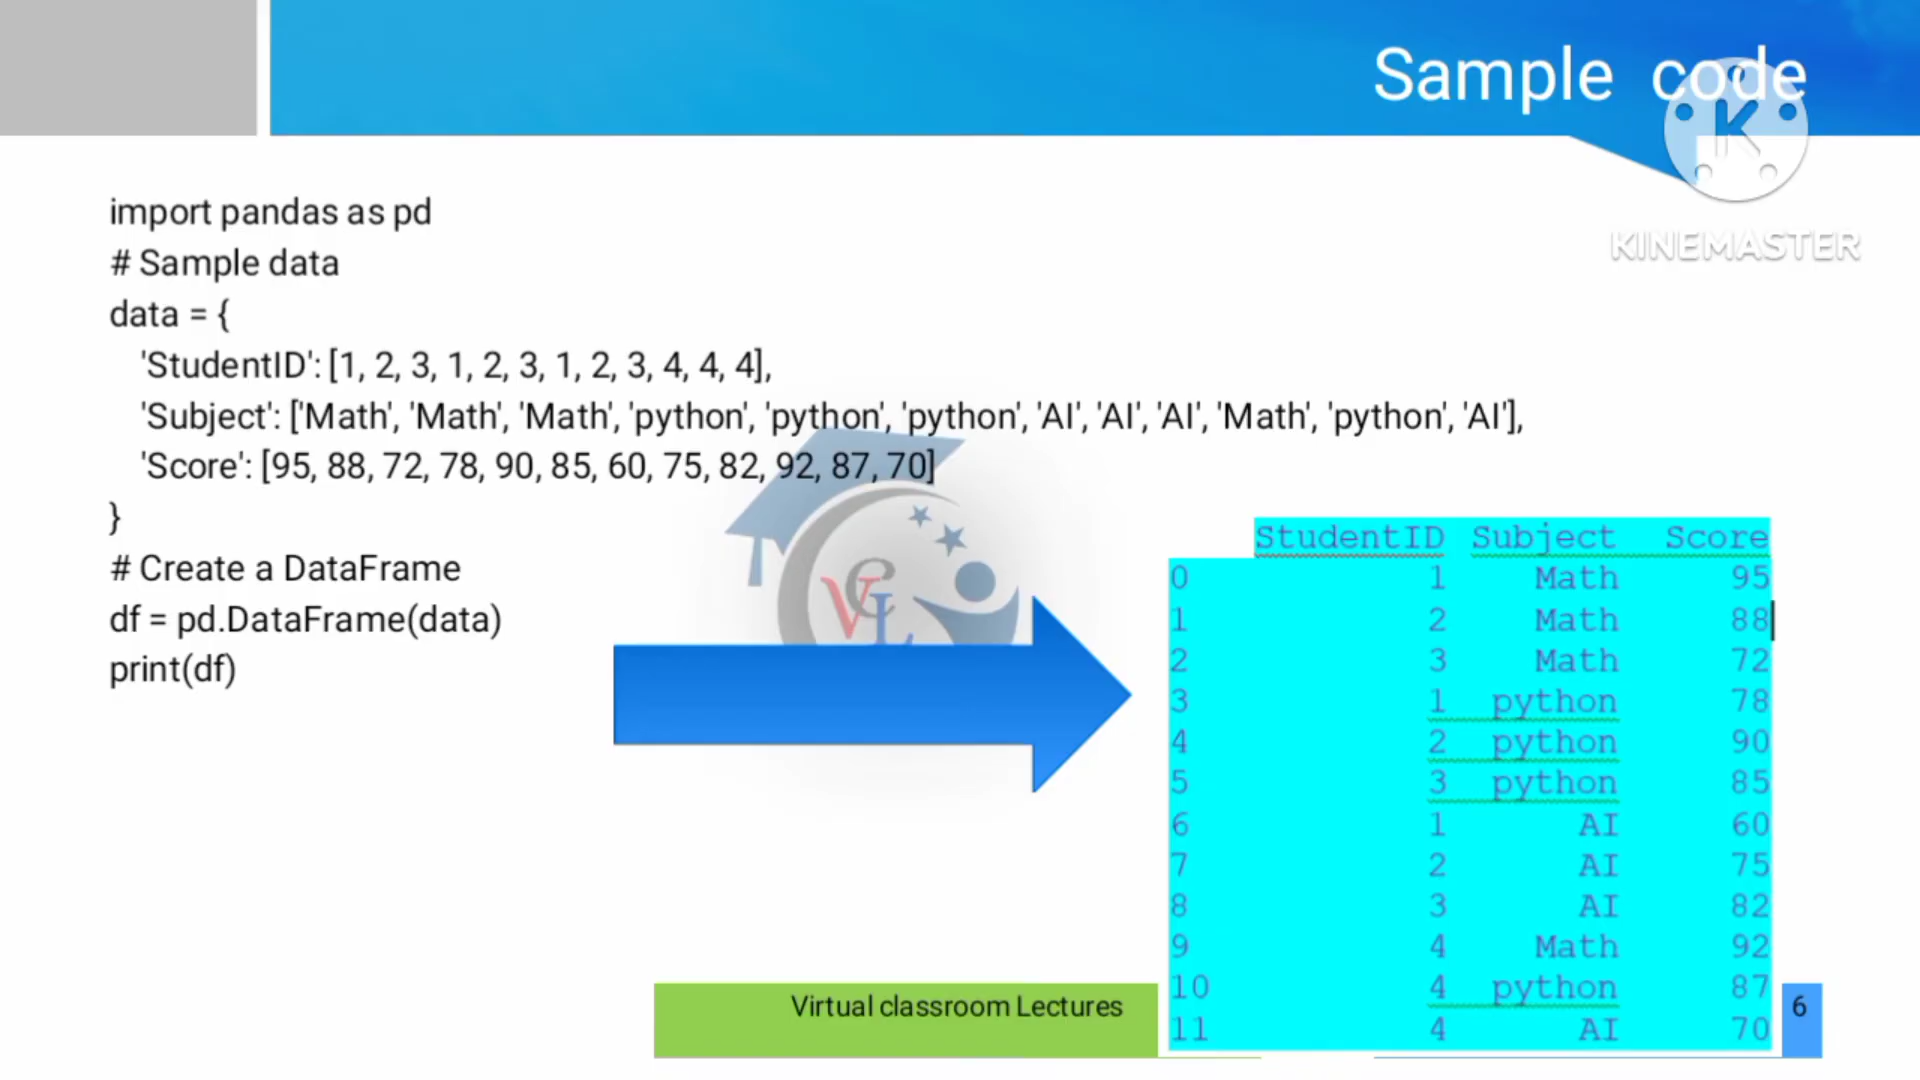 Sample code
K
KINEMASTER
import pandas as pd
# Sample data
data = {
'StudentID': [1, 2, 3, 1, 2, 3, 1, 2, 3, 4, 4, 4],
'Subject': ['Math', 'Math', 'Math', 'python', 'python', 'python', 'AI', 'AI', 'AI', 'Math', 'python', 'AI'],
'Score': [95, 88, 72, 78, 90, 85, 60, 75, 82, 92, 87, 70]
}
# Create a DataFrame
df = pd.DataFrame(data)
print(df)
VCL
StudentID Subject Score
0 1 Math 95
1 2 Math 88
2 3 Math 72
3 1 python 78
4 2 python 90
5 3 python 85
6 1 AI 60
7 2 AI 75
8 3 AI 82
9 4 Math 92
10 4 python 87
11 4 AI 70
Virtual classroom Lectures
6